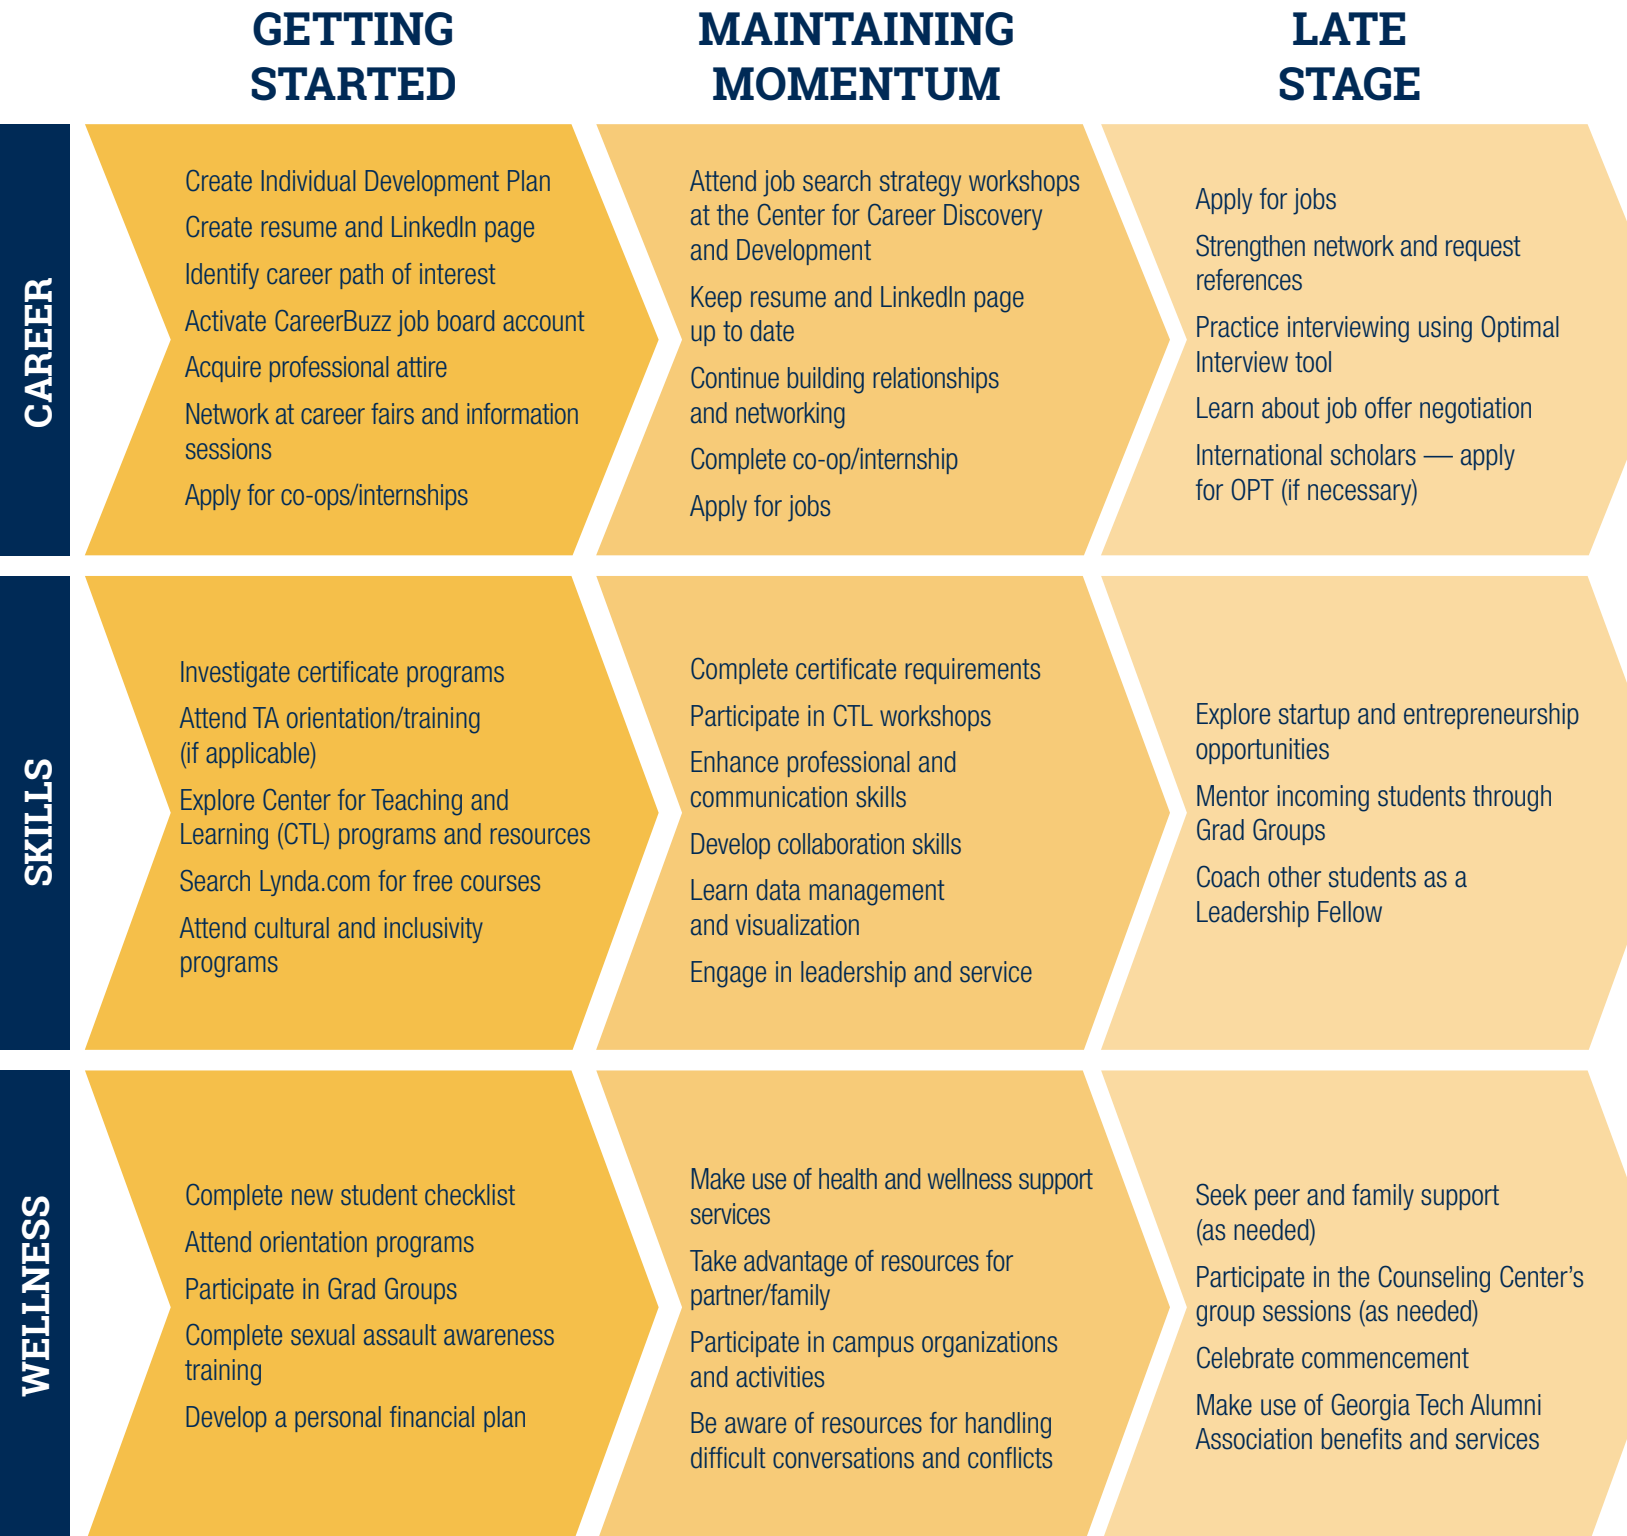 GETTING
STARTED
MAINTAINING
MOMENTUM
LATE
STAGE
CAREER
Create Individual Development Plan
Create resume and LinkedIn page
Identify career path of interest
Activate CareerBuzz job board account
Acquire professional attire
Network at career fairs and information
sessions
Apply for co-ops/internships
Attend job search strategy workshops
at the Center for Career Discovery
and Development
Keep resume and LinkedIn page
up to date
Continue building relationships
and networking
Complete co-op/internship
Apply for jobs
Apply for jobs
Strengthen network and request
references
Practice interviewing using Optimal
Interview tool
Learn about job offer negotiation
International scholars — apply
for OPT (if necessary)
SKILLS
Investigate certificate programs
Attend TA orientation/training
(if applicable)
Explore Center for Teaching and
Learning (CTL) programs and resources
Search Lynda.com for free courses
Attend cultural and inclusivity
programs
Complete certificate requirements
Participate in CTL workshops
Enhance professional and
communication skills
Develop collaboration skills
Learn data management
and visualization
Engage in leadership and service
Explore startup and entrepreneurship
opportunities
Mentor incoming students through
Grad Groups
Coach other students as a
Leadership Fellow
WELLNESS
Complete new student checklist
Attend orientation programs
Participate in Grad Groups
Complete sexual assault awareness
training
Develop a personal financial plan
Make use of health and wellness support
services
Take advantage of resources for
partner/family
Participate in campus organizations
and activities
Be aware of resources for handling
difficult conversations and conflicts
Seek peer and family support
(as needed)
Participate in the Counseling Center’s
group sessions (as needed)
Celebrate commencement
Make use of Georgia Tech Alumni
Association benefits and services